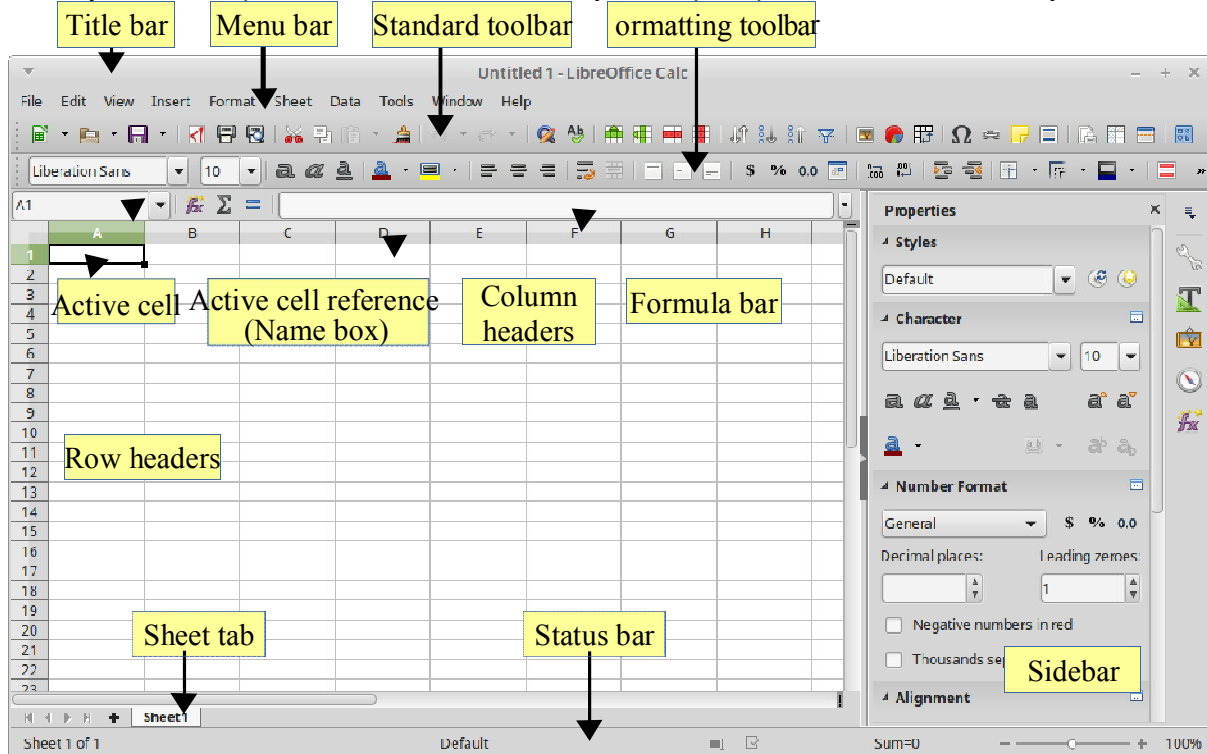 Title bar
Menu bar
Standard toolbar
ormatting toolbar
Untitled 1 - LibreOffice Calc
File Edit View Insert Format Sheet Data Tools Window Help
Liberation Sans 10
$ % 0.0
A1
A B C D E F G H
1
2
3
4
5
6
7
8
9
10
11
12
13
14
15
16
17
18
19
20
21
22
23
Active cell
Active cell reference
(Name box)
Column
headers
Formula bar
Row headers
Sheet tab
Status bar
Properties
Styles
Default
Character
Liberation Sans 10
Number Format
General $ % 0.0
Decimal places: Leading zeroes:
1
Negative numbers in red
Thousands
Sidebar
Alignment
Sheet1
Sheet 1 of 1 Default Sum=0 100%